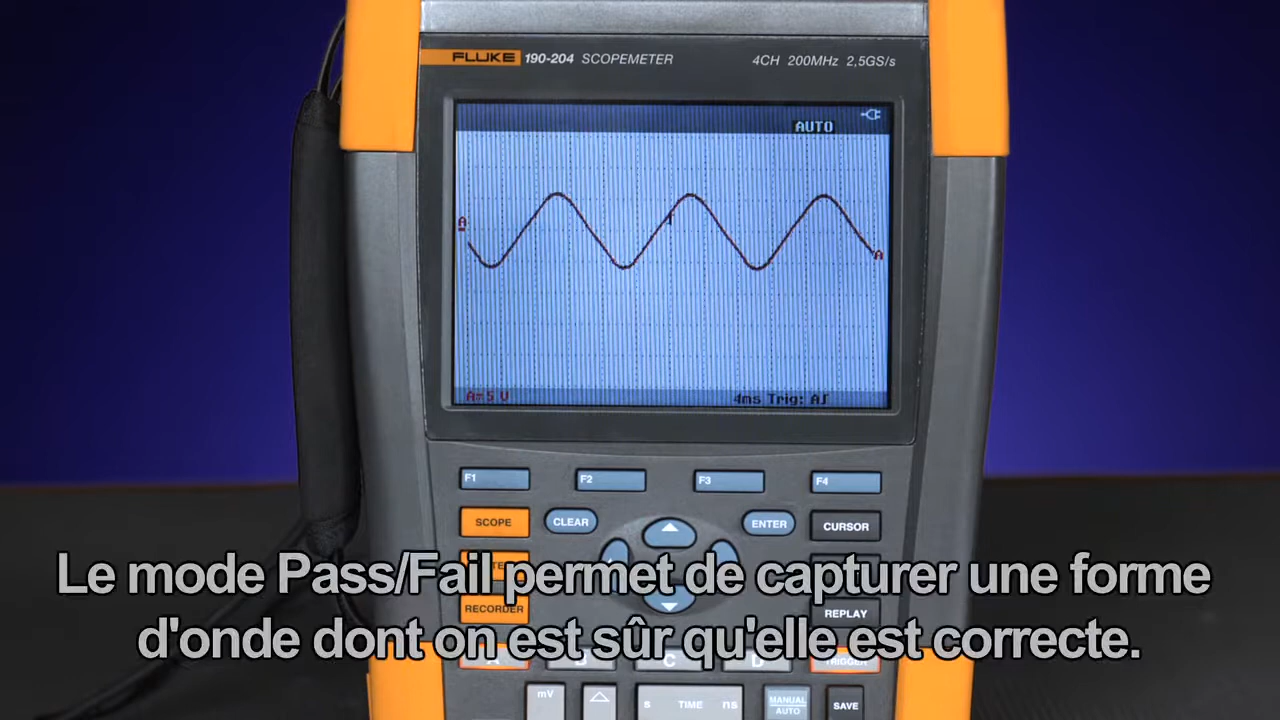 FLUKE 190-204 SCOPEMETER 4CH 200MHz 2,5GS/s
AUTO
A
A
A=5 V 4ms Trig: A∫
F1 F2 F3 F4
SCOPE CLEAR ENTER CURSOR
Le mode Pass/Fail permet de capturer une forme
RECORDER REPLAY
d'onde dont on est sûr qu'elle est correcte.
A D C D TRIGGER
mV s TIME ns MANUAL AUTO SAVE